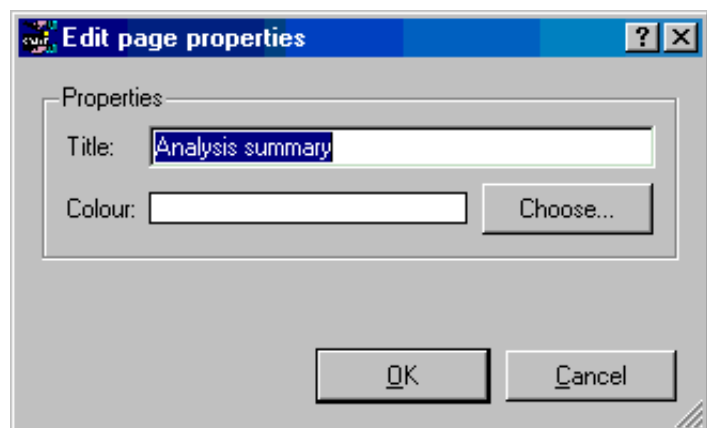 Edit page properties
Properties
Title: Analysis summary
Colour: Choose...
OK Cancel